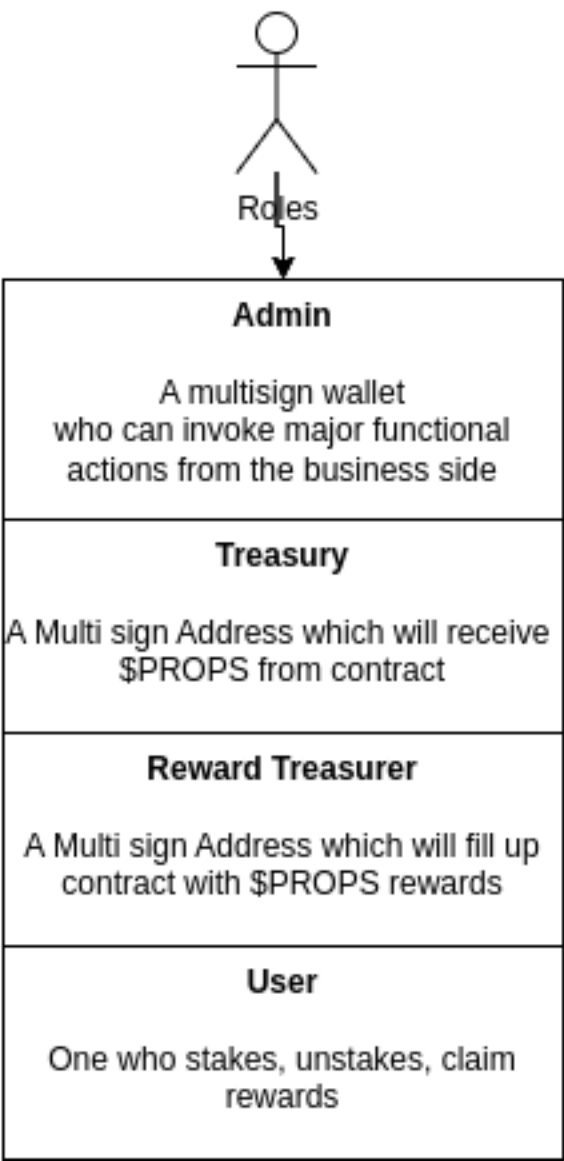 Roles
Admin
A multisign wallet
who can invoke major functional
actions from the business side
Treasury
A Multi sign Address which will receive
$PROPS from contract
Reward Treasurer
A Multi sign Address which will fill up
contract with $PROPS rewards
User
One who stakes, unstakes, claim
rewards